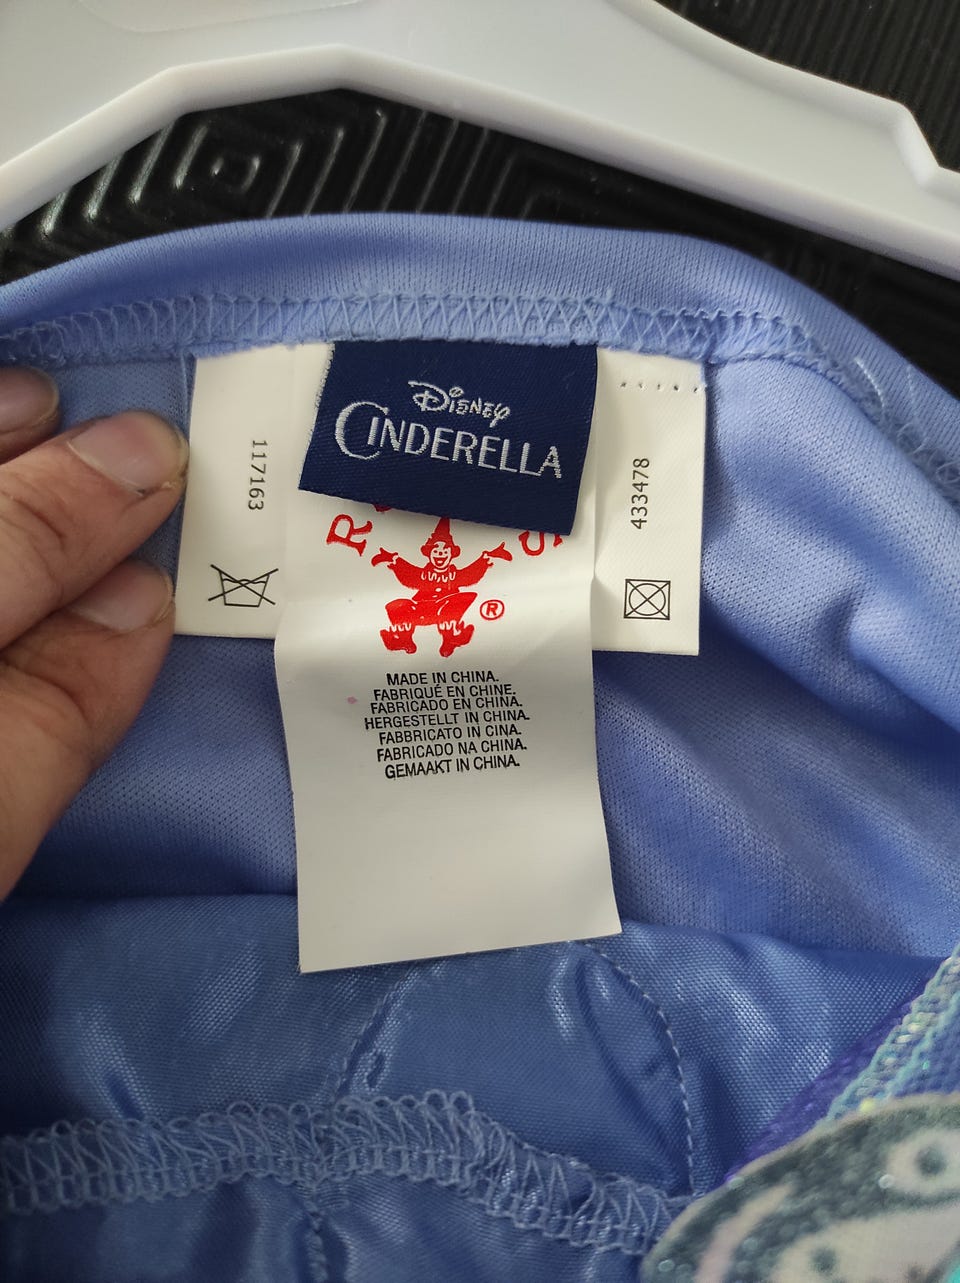 DISNEY
CINDERELLA
117163
433478
®
MADE IN CHINA.
FABRIQUÉ EN CHINE.
FABRICADO EN CHINA.
HERGESTELLT IN CHINA.
FABBRICATO IN CINA.
FABRICADO NA CHINA.
GEMAAKT IN CHINA.